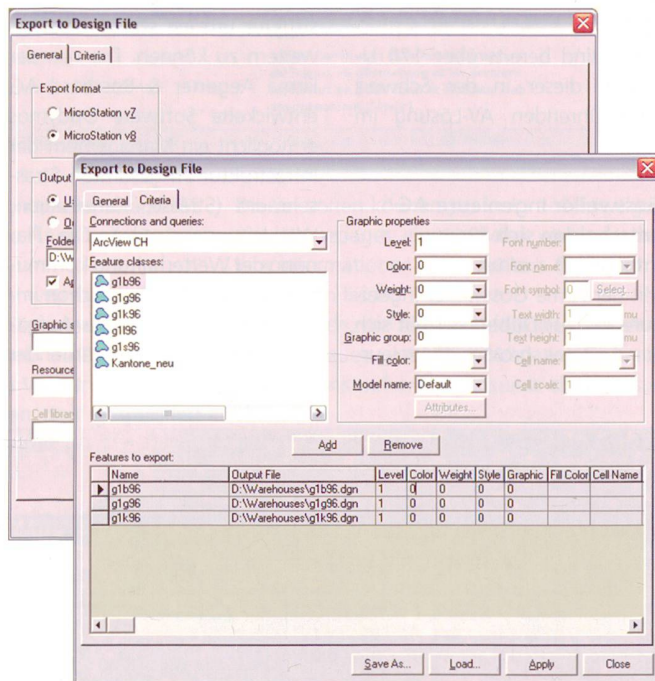 Export to Design File
General Criteria
Export format
MicroStation v7
MicroStation v8
Output
Folder
D:\W
Graphic s
Resource
Cell librar
Export to Design File
General Criteria
Connections and queries:
ArcView CH
Feature classes:
g1b96
g1g96
g1k96
g1l96
g1s96
Kantone_neu
Graphic properties
Level: 1
Color: 0
Weight: 0
Style: 0
Graphic group: 0
Fill color:
Model name: Default
Attributes...
Font number:
Font name:
Font symbol: 0 Select...
Text width: 1 mu
Text height: 1 mu
Cell name:
Cell scale: 1
Add Remove
Features to export:
Name Output File Level Color Weight Style Graphic Fill Color Cell Name
g1b96 D:\Warehouses\g1b96.dgn 1 0 0 0 0
g1g96 D:\Warehouses\g1g96.dgn 1 0 0 0 0
g1k96 D:\Warehouses\g1k96.dgn 1 0 0 0 0
Save As... Load... Apply Close